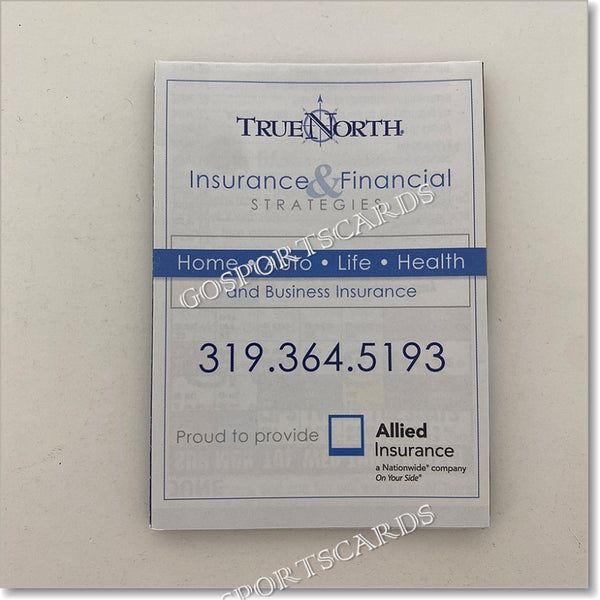 TRUENORTH®
Insurance & Financial
STRATEGIES
Home • Auto • Life • Health
and Business Insurance
319.364.5193
Proud to provide
Allied
Insurance
a Nationwide® company
On Your Side®
GOSPORTSCARDS
GOSPORTSCARDS